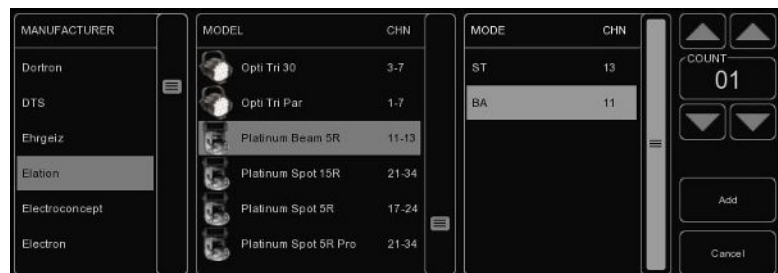 MANUFACTURER
Dortron
DTS
Ehrgeiz
Elation
Electroconcept
Electron
MODEL CHN
Opti Tri 30 3-7
Opti Tri Par 1-7
Platinum Beam 5R 11-13
Platinum Spot 15R 21-34
Platinum Spot 5R 17-24
Platinum Spot 5R Pro 21-34
MODE CHN
ST 13
BA 11
COUNT
01
Add
Cancel